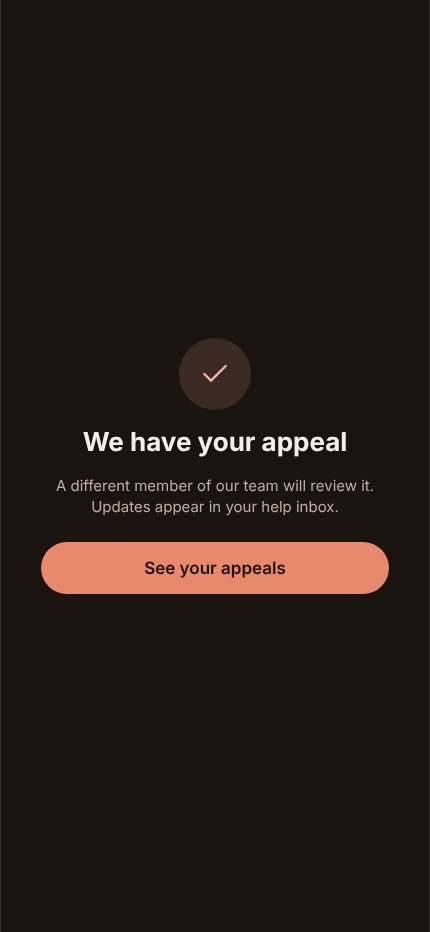 We have your appeal
A different member of our team will review it.
Updates appear in your help inbox.
See your appeals